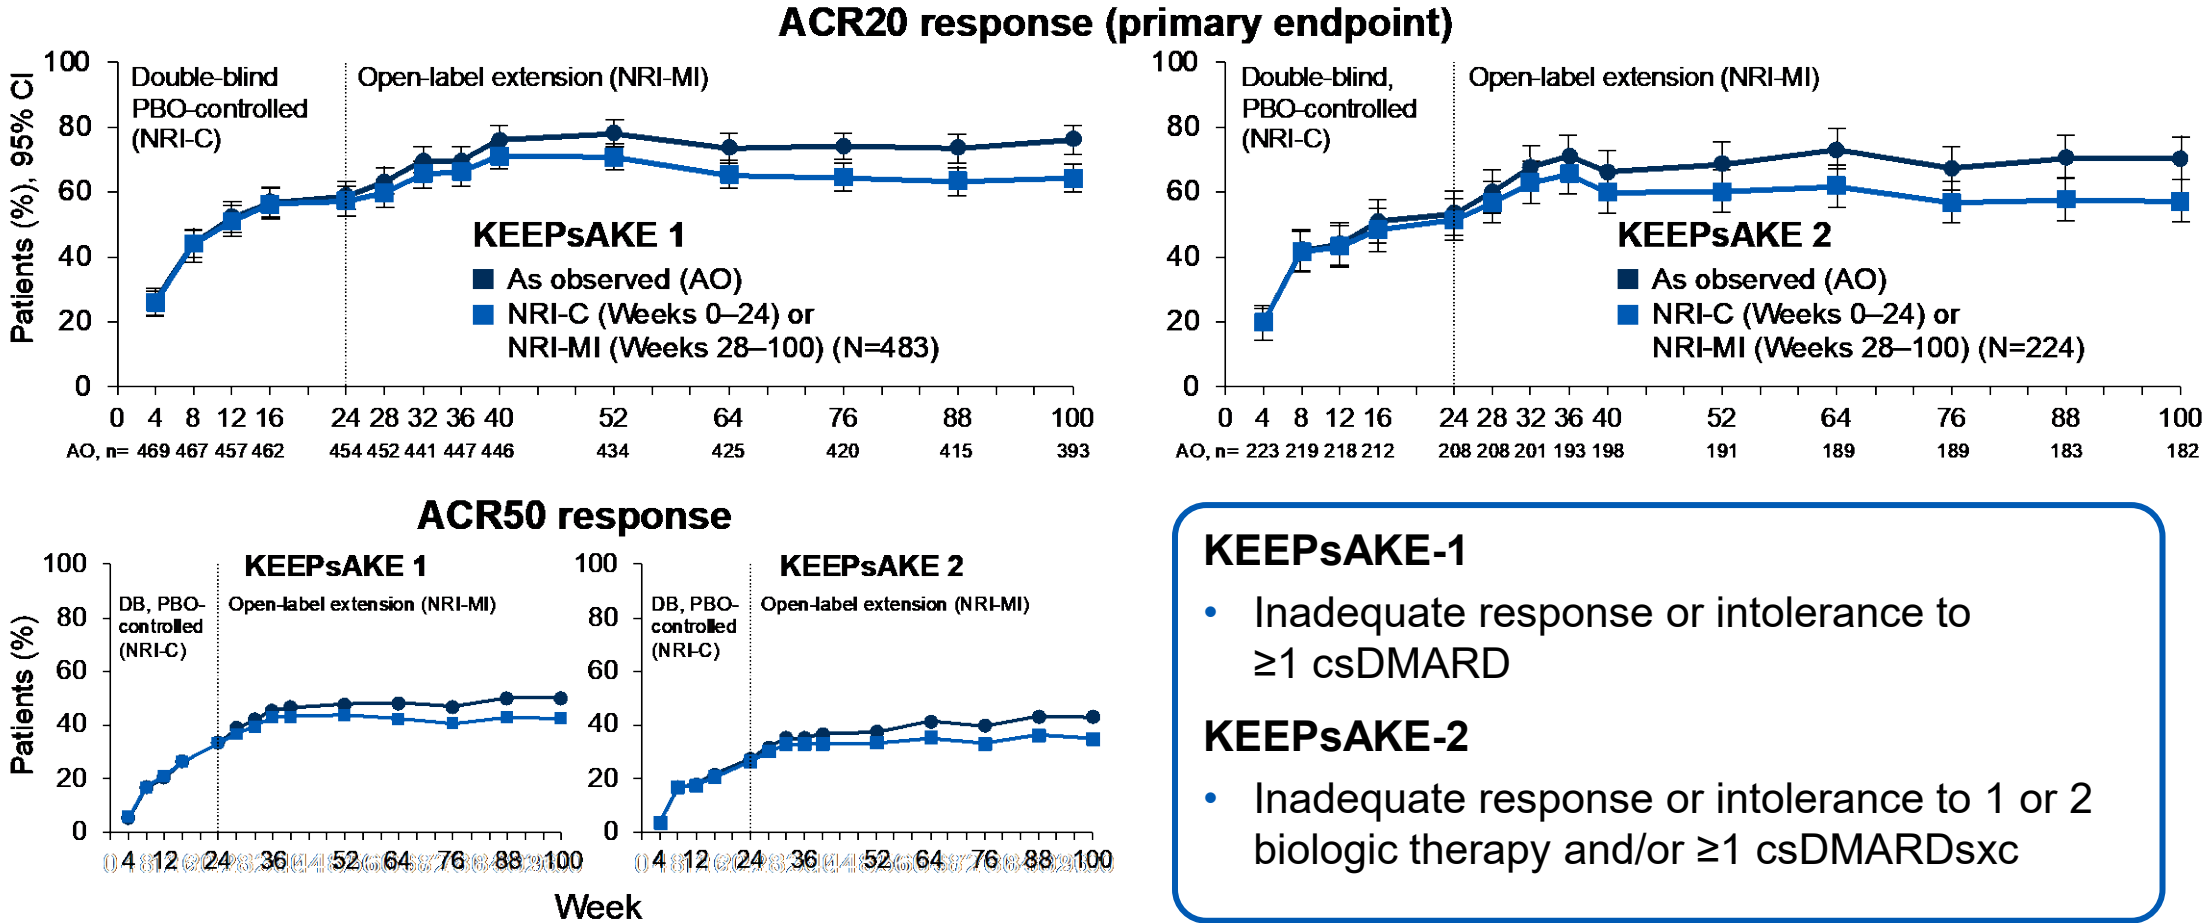 ACR20 response (primary endpoint)
Patients (%), 95% CI
100
80
60
40
20
0
Double-blind
PBO-controlled
(NRI-C)
Open-label extension (NRI-MI)
KEEPsAKE 1
As observed (AO)
NRI-C (Weeks 0–24) or
NRI-MI (Weeks 28–100) (N=483)
0 4 8 12 16 24 28 32 36 40 52 64 76 88 100
AO, n= 469 467 457 462 454 452 441 447 446 434 425 420 415 393
100
80
60
40
20
0
Double-blind,
PBO-controlled
(NRI-C)
Open-label extension (NRI-MI)
KEEPsAKE 2
As observed (AO)
NRI-C (Weeks 0–24) or
NRI-MI (Weeks 28–100) (N=224)
0 4 8 12 16 24 28 32 36 40 52 64 76 88 100
AO, n= 223 219 218 212 208 208 201 193 198 191 189 189 183 182
ACR50 response
Patients (%)
100
80
60
40
20
0
KEEPsAKE 1
DB, PBO-
controlled
(NRI-C)
Open-label extension (NRI-MI)
4 12 24 36 52 64 76 88 100
100
80
60
40
20
0
KEEPsAKE 2
DB, PBO-
controlled
(NRI-C)
Open-label extension (NRI-MI)
4 12 24 36 52 64 76 88 100
Week
KEEPsAKE-1
• Inadequate response or intolerance to
≥1 csDMARD
KEEPsAKE-2
• Inadequate response or intolerance to 1 or 2
biologic therapy and/or ≥1 csDMARDsxc